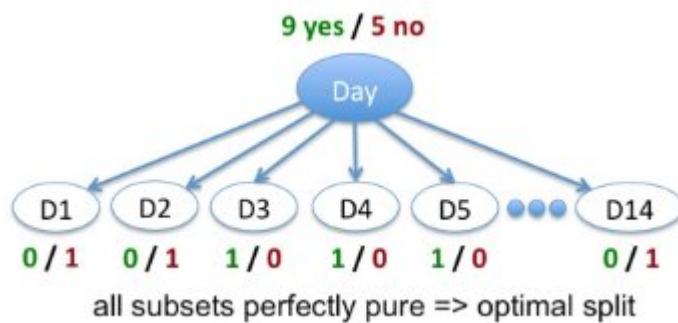 9 yes / 5 no
Day
D1 D2 D3 D4 D5 D14
0 / 1 0 / 1 1 / 0 1 / 0 1 / 0 0 / 1
all subsets perfectly pure => optimal split